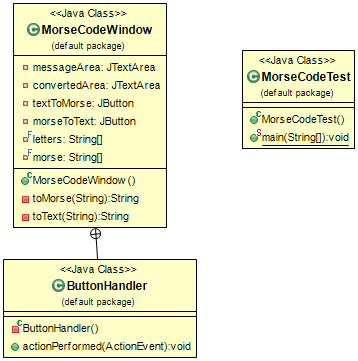 <<Java Class>>
MorseCodeWindow
(default package)
messageArea: JTextArea
convertedArea: JTextArea
textToMorse: JButton
morseToText: JButton
letters: String[]
morse: String[]
MorseCodeWindow()
toMorse(String):String
toText(String):String
<<Java Class>>
ButtonHandler
(default package)
ButtonHandler()
actionPerformed(ActionEvent):void
<<Java Class>>
MorseCodeTest
(default package)
MorseCodeTest()
main(String[]):void